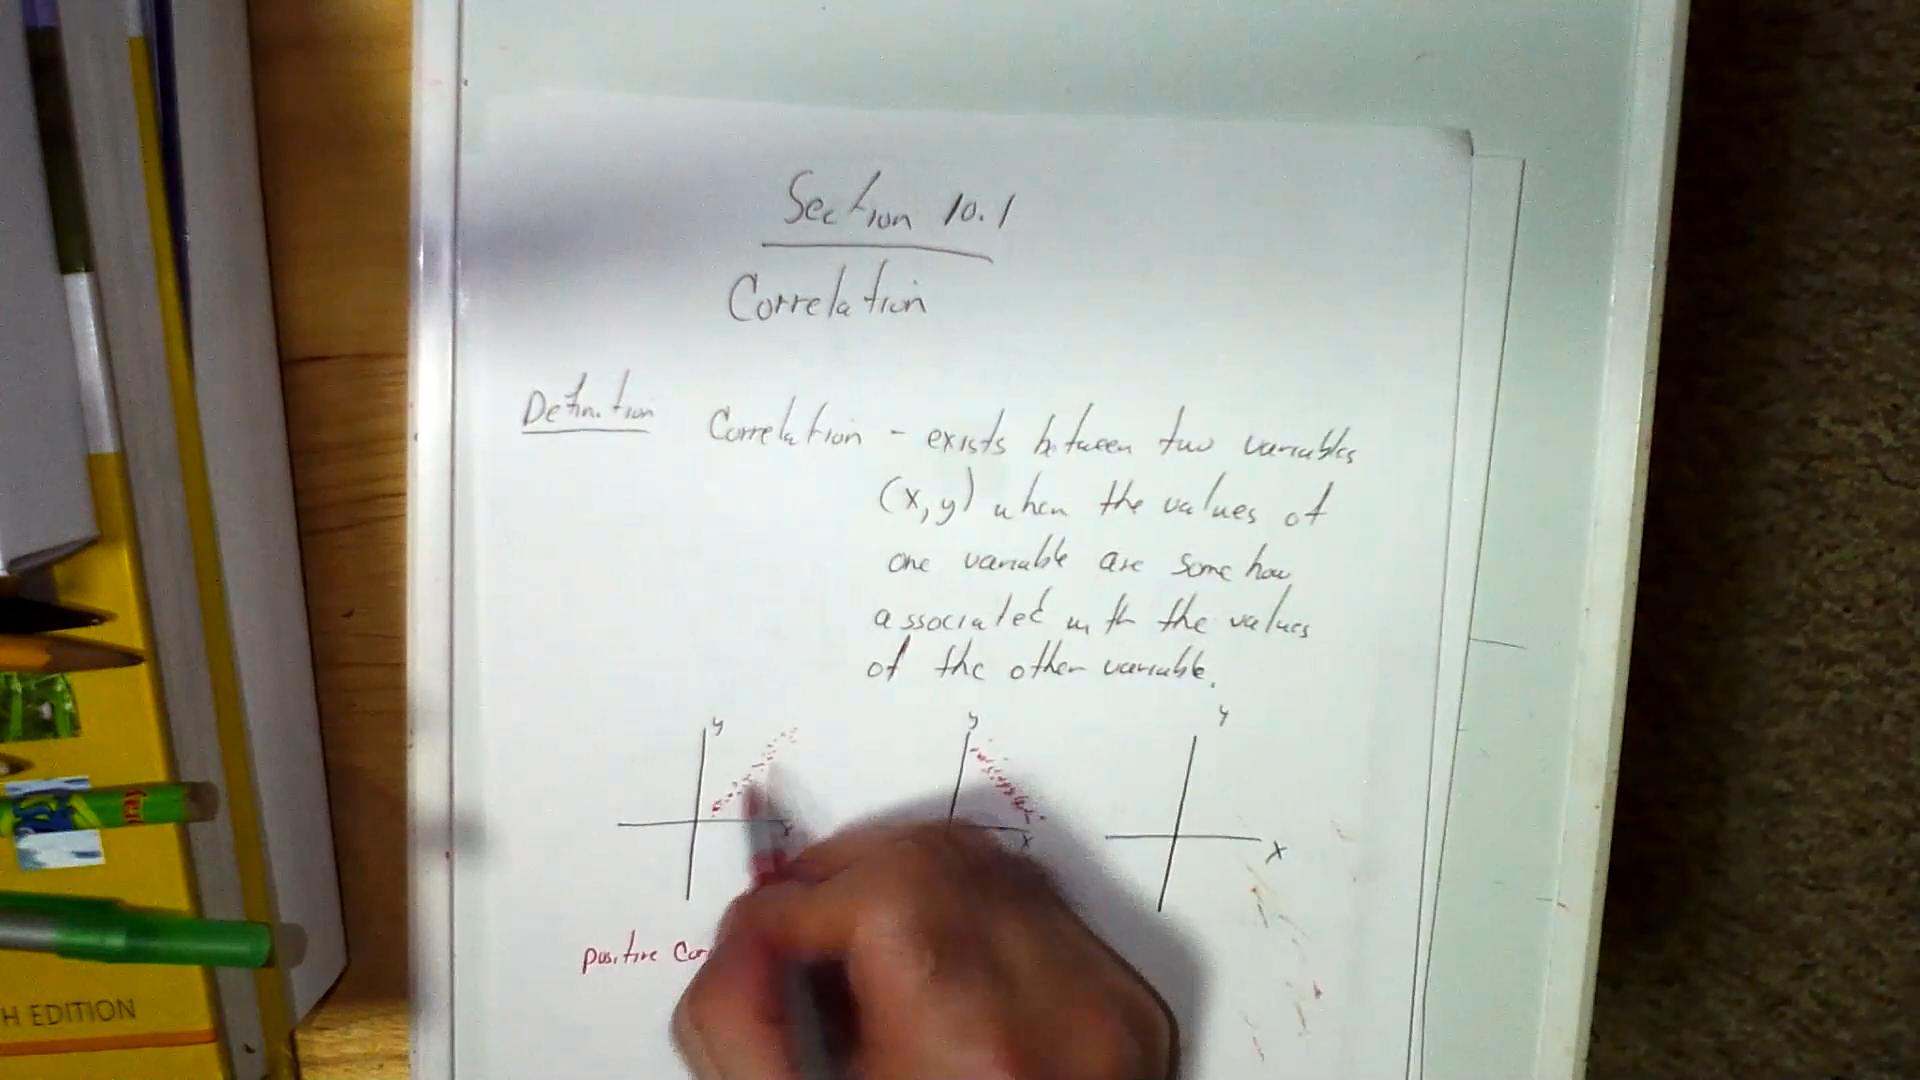 Section 10.1
Correlation
Definition Correlation - exists between two variables
(x, y) when the values of
one variable are somehow
associated with the values
of the other variable.
y y y
x x x
positive
H EDITION